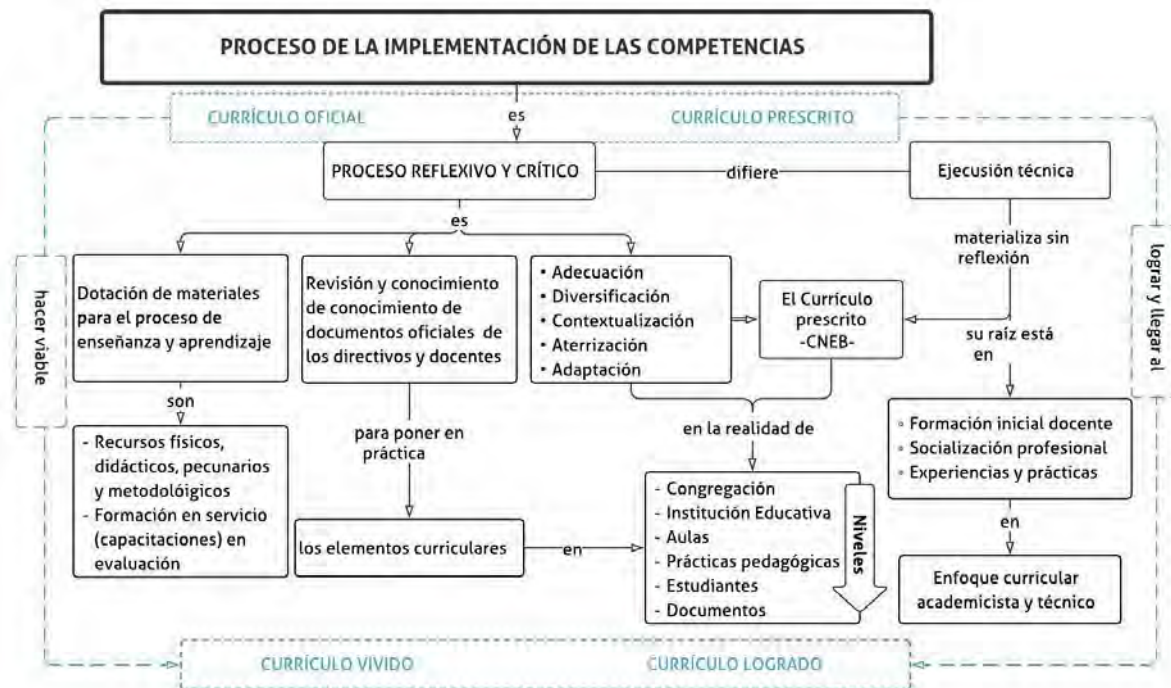 PROCESO DE LA IMPLEMENTACIÓN DE LAS COMPETENCIAS
CURRÍCULO OFICIAL
es
CURRÍCULO PRESCRITO
PROCESO REFLEXIVO Y CRÍTICO
difiere
Ejecución técnica
es
materializa sin
reflexión
hacer viable
lograr y llegar al
Dotación de materiales
para el proceso de
enseñanza y aprendizaje
Revisión y conocimiento
de conocimiento de
documentos oficiales de
los directivos y docentes
• Adecuación
• Diversificación
• Contextualización
• Aterrización
• Adaptación
El Currículo
prescrito
-CNEB-
su raíz está
en
son
para poner en
práctica
en la realidad de
◦ Formación inicial docente
◦ Socialización profesional
◦ Experiencias y prácticas
- Recursos físicos,
didácticos, pecunarios
y metodolóigicos
- Formación en servicio
(capacitaciones) en
evaluación
los elementos curriculares
en
- Congregación
- Institución Educativa
- Aulas
- Prácticas pedagógicas
- Estudiantes
- Documentos
Niveles
en
Enfoque curricular
academicista y técnico
CURRÍCULO VIVIDO
CURRÍCULO LOGRADO